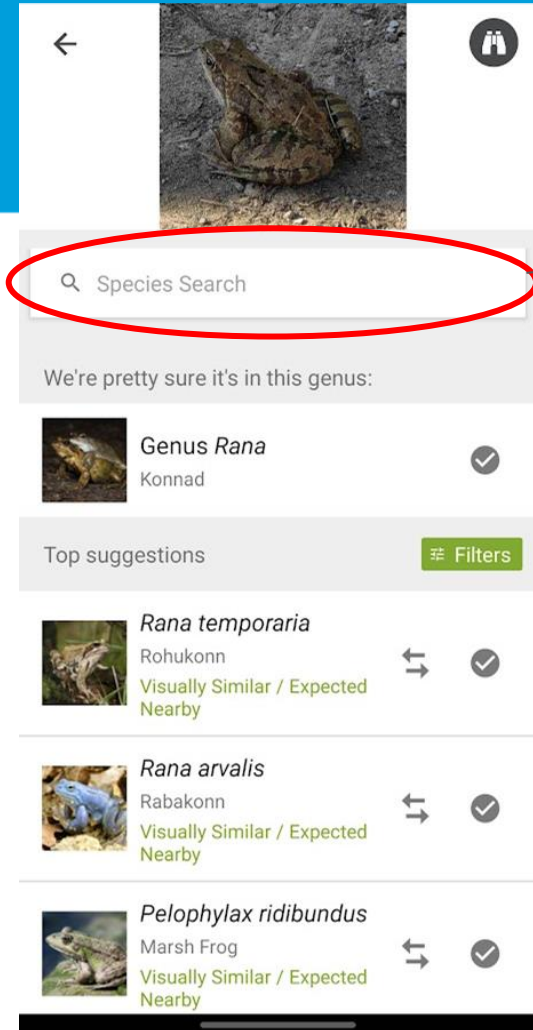 Species Search
We're pretty sure it's in this genus:
Genus Rana
Konnad
Top suggestions
Filters
Rana temporaria
Rohukonn
Visually Similar / Expected
Nearby
Rana arvalis
Rabakonn
Visually Similar / Expected
Nearby
Pelophylax ridibundus
Marsh Frog
Visually Similar / Expected
Nearby